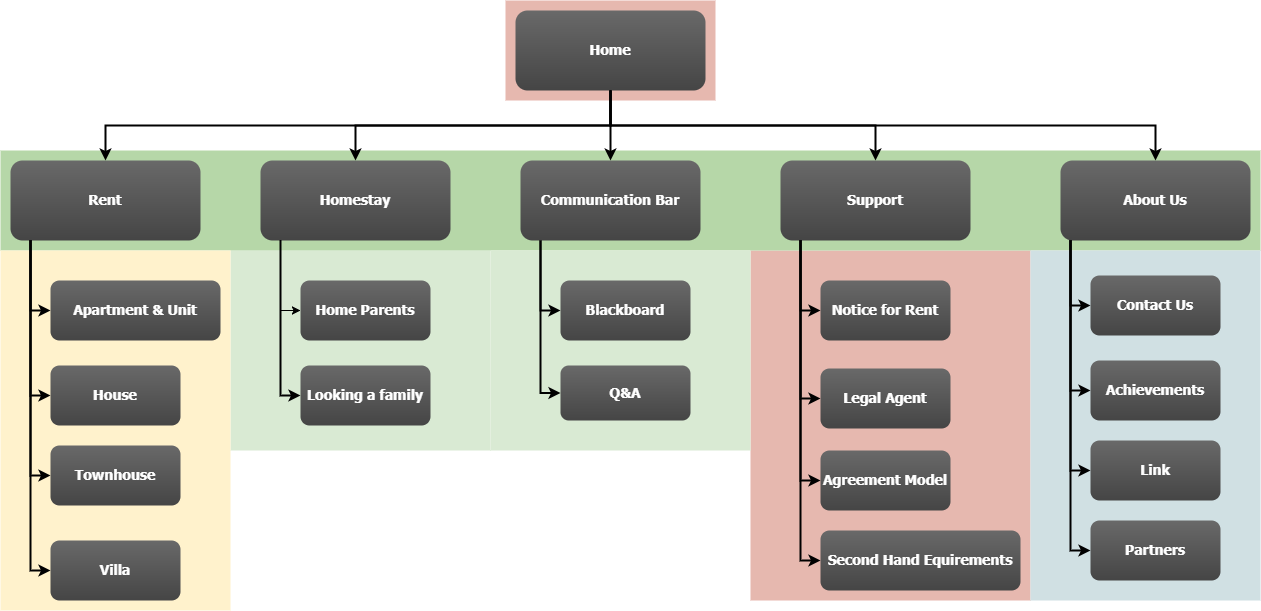 Home
Rent
Homestay
Communication Bar
Support
About Us
Apartment & Unit
House
Townhouse
Villa
Home Parents
Looking a family
Blackboard
Q&A
Notice for Rent
Legal Agent
Agreement Model
Second Hand Equirements
Contact Us
Achievements
Link
Partners